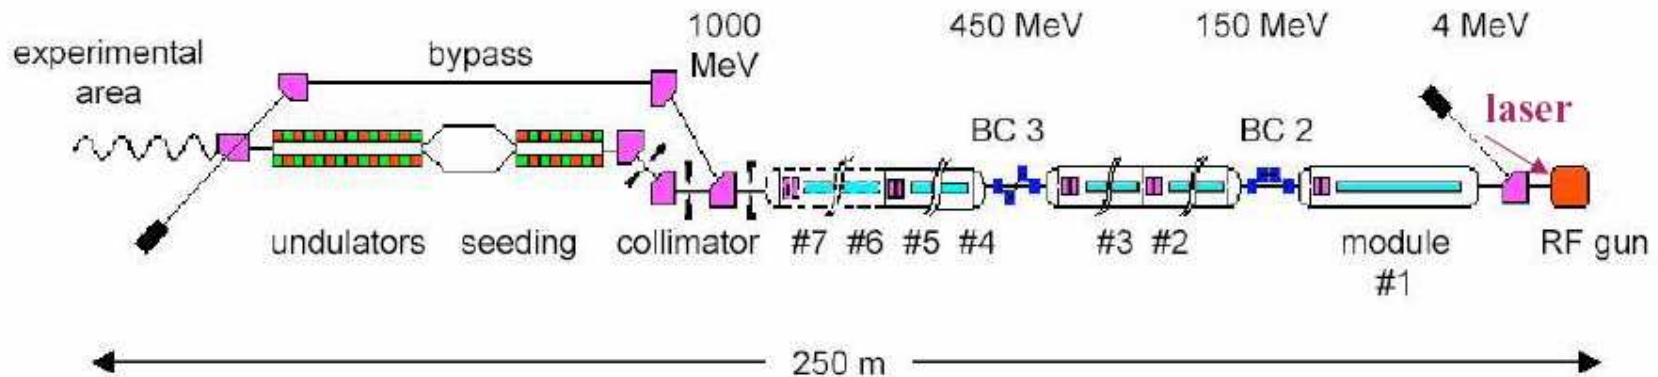 1000 MeV
450 MeV
150 MeV
4 MeV
experimental
area
bypass
laser
BC 3
BC 2
undulators
seeding
collimator
#7
#6
#5
#4
#3
#2
module
#1
RF gun
250 m